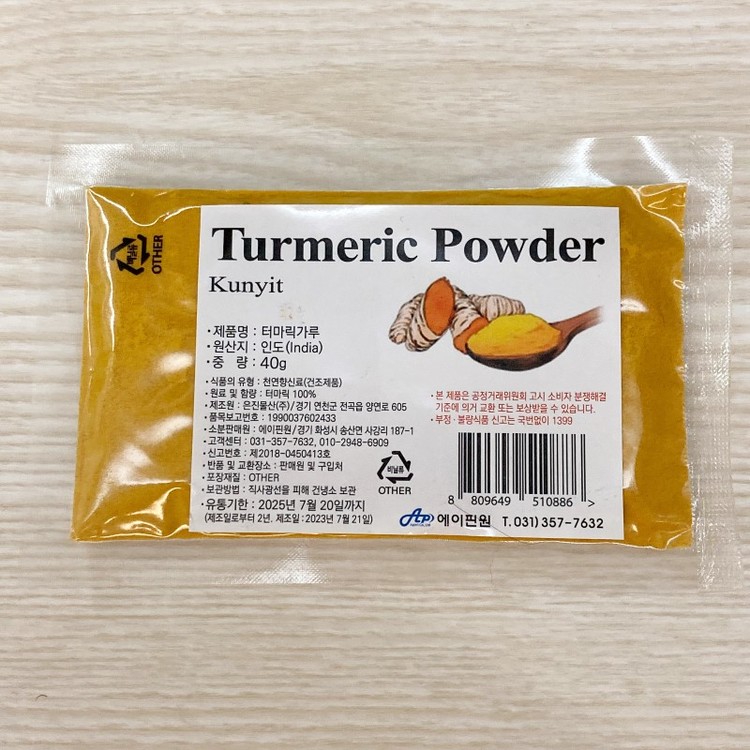 비닐류
OTHER
Turmeric Powder
Kunyit
·제품명 : 터마릭가루
·원산지 : 인도(India)
·중 량 : 40g
·식품의 유형 : 천연향신료(건조제품)
·원료 및 함량 : 터마릭 100%
·제조원 : 은진물산(주)/경기 연천군 전곡읍 양연로 605
·품목보고번호 : 1990037602433
·소분판매원 : 에이핀원/경기 화성시 송산면 사강리 187-1
·고객센터 : 031-357-7632, 010-2948-6909
·신고번호 : 제2018-0450413호
·반품 및 교환장소 : 판매원 및 구입처
·포장재질 : OTHER
·보관방법 : 직사광선을 피해 건냉소 보관
·유통기한 : 2025년 7월 20일까지
(제조일로부터 2년. 제조일 : 2023년 7월 21일)
비닐류
OTHER
·본 제품은 공정거래위원회 고시 소비자 분쟁해결
기준에 의거 교환 또는 보상받을 수 있습니다.
·부정·불량식품 신고는 국번없이 1399
8 809649 510886 >
AP 에이핀원 T. 031) 357-7632